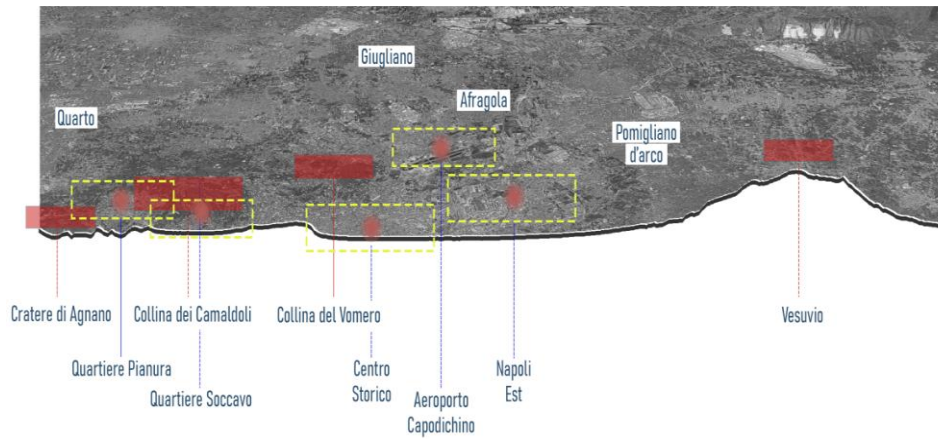 Giugliano
Afragola
Quarto
Pomigliano
d'arco
Cratere di Agnano
Collina dei Camaldoli
Collina del Vomero
Vesuvio
Quartiere Pianura
Centro
Storico
Napoli
Est
Quartiere Soccavo
Aeroporto
Capodichino